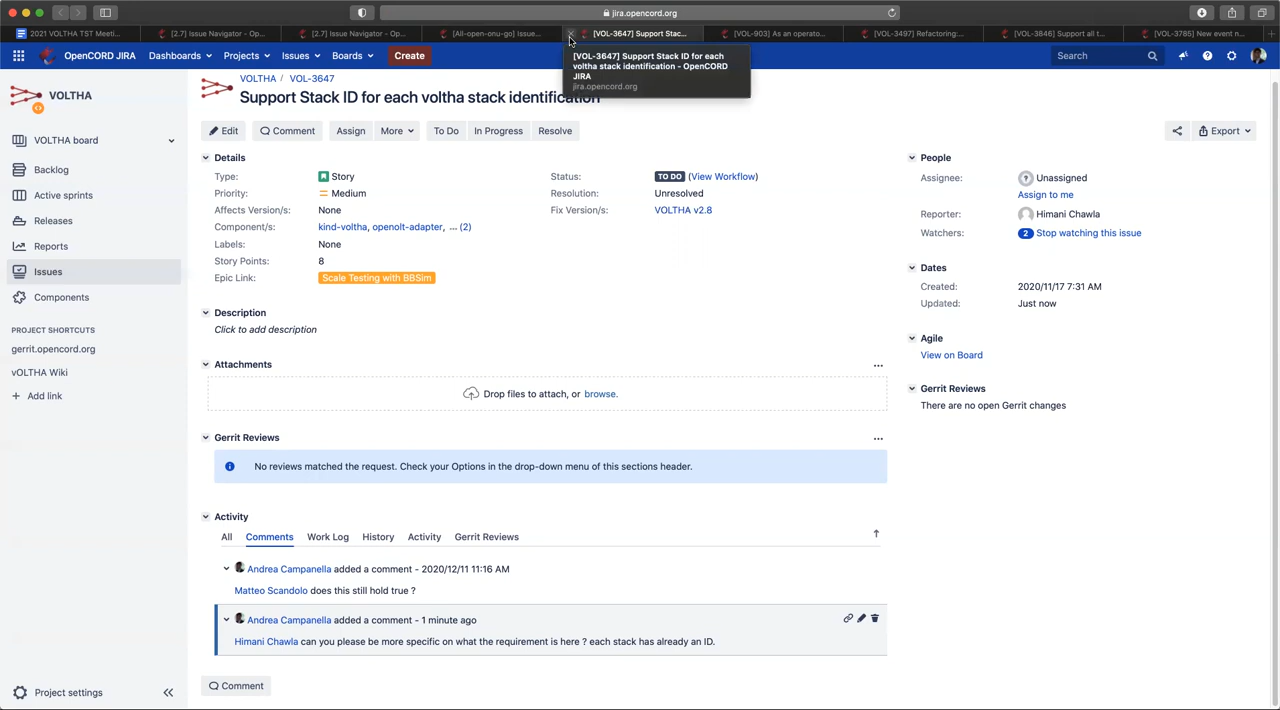 jira.opencord.org
2021 VOLTHA TST Meeti...
[2.7] Issue Navigator - Op...
[2.7] Issue Navigator - Op...
[All-open-onu-go] Issue...
[VOL-3647] Support Stac...
[VOL-903] As an operato...
[VOL-3497] Refactoring:...
[VOL-3846] Support all t...
[VOL-3785] New event n...
OpenCORD JIRA
Dashboards
Projects
Issues
Boards
Create
Search
[VOL-3647] Support Stack ID for each
voltha stack identification - OpenCORD
JIRA
jira.opencord.org
VOLTHA
VOLTHA board
Backlog
Active sprints
Releases
Reports
Issues
Components
PROJECT SHORTCUTS
gerrit.opencord.org
vOLTHA Wiki
+ Add link
Project settings
VOLTHA / VOL-3647
Support Stack ID for each voltha stack identification
Edit
Comment
Assign
More
To Do
In Progress
Resolve
Export
Details
Type: Story
Priority: Medium
Affects Version/s: None
Component/s: kind-voltha, openolt-adapter, ... (2)
Labels: None
Story Points: 8
Epic Link: Scale Testing with BBSim
Status: TO DO (View Workflow)
Resolution: Unresolved
Fix Version/s: VOLTHA v2.8
Description
Click to add description
Attachments
Drop files to attach, or browse.
Gerrit Reviews
No reviews matched the request. Check your Options in the drop-down menu of this sections header.
Activity
All
Comments
Work Log
History
Activity
Gerrit Reviews
Andrea Campanella added a comment - 2020/12/11 11:16 AM
Matteo Scandolo does this still hold true ?
Andrea Campanella added a comment - 1 minute ago
Himani Chawla can you please be more specific on what the requirement is here ? each stack has already an ID.
Comment
People
Assignee: Unassigned
Assign to me
Reporter: Himani Chawla
Watchers: 2 Stop watching this issue
Dates
Created: 2020/11/17 7:31 AM
Updated: Just now
Agile
View on Board
Gerrit Reviews
There are no open Gerrit changes